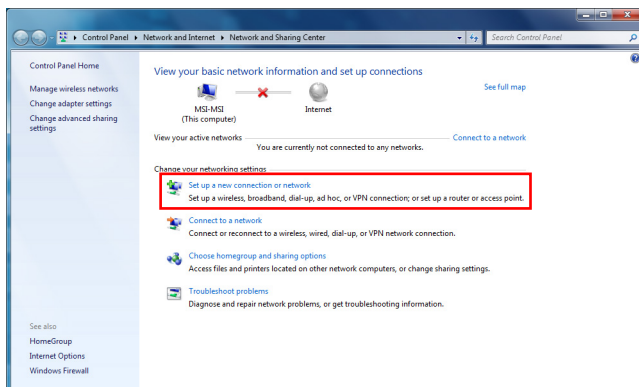 Control Panel ▸ Network and Internet ▸ Network and Sharing Center
Search Control Panel
Control Panel Home
Manage wireless networks
Change adapter settings
Change advanced sharing
settings
See also
HomeGroup
Internet Options
Windows Firewall
View your basic network information and set up connections
See full map
MSI-MSI
(This computer)
Internet
View your active networks
Connect to a network
You are currently not connected to any networks.
Change your networking settings
Set up a new connection or network
Set up a wireless, broadband, dial-up, ad hoc, or VPN connection; or set up a router or access point.
Connect to a network
Connect or reconnect to a wireless, wired, dial-up, or VPN network connection.
Choose homegroup and sharing options
Access files and printers located on other network computers, or change sharing settings.
Troubleshoot problems
Diagnose and repair network problems, or get troubleshooting information.